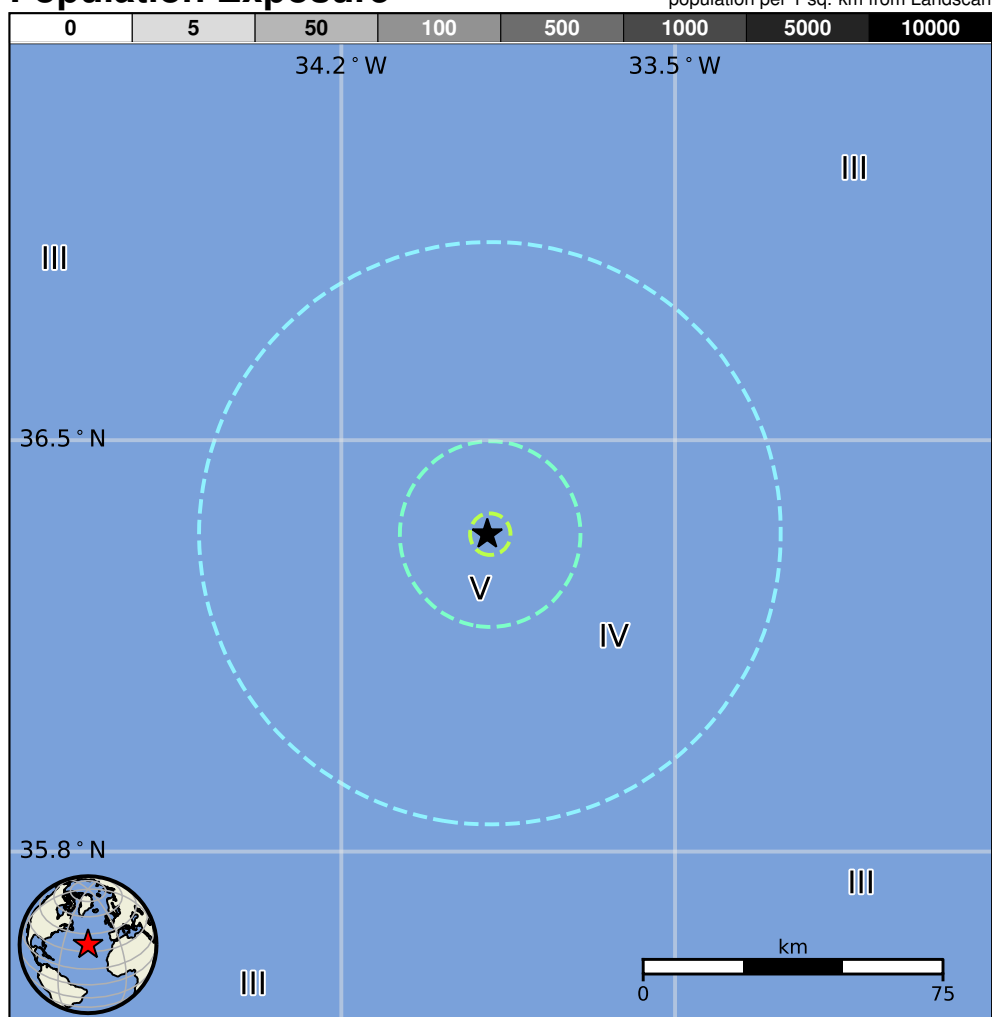 Population Exposure
population per 1 sq. km from Landscan
0 5 50 100 500 1000 5000 10000
34.2°W 33.5°W
III
III
36.5°N
V
IV
35.8°N
III
km
III
0 75